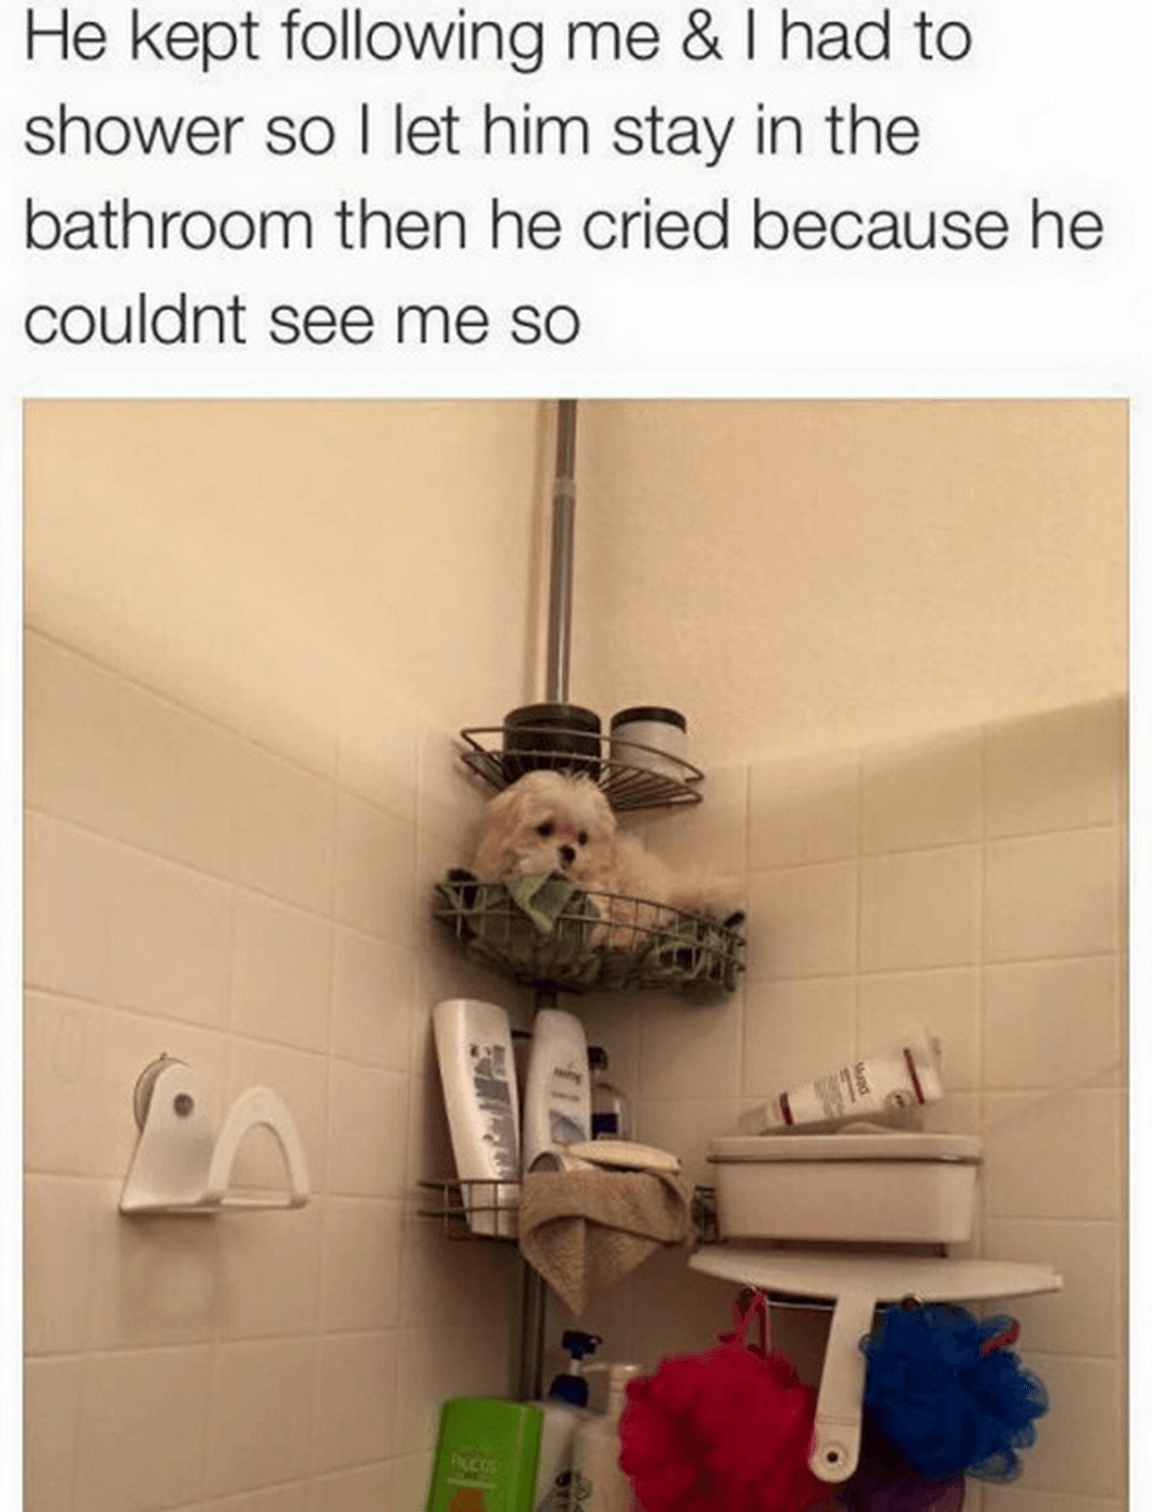 He kept following me & I had to
shower so I let him stay in the
bathroom then he cried because he
couldnt see me so
Murad